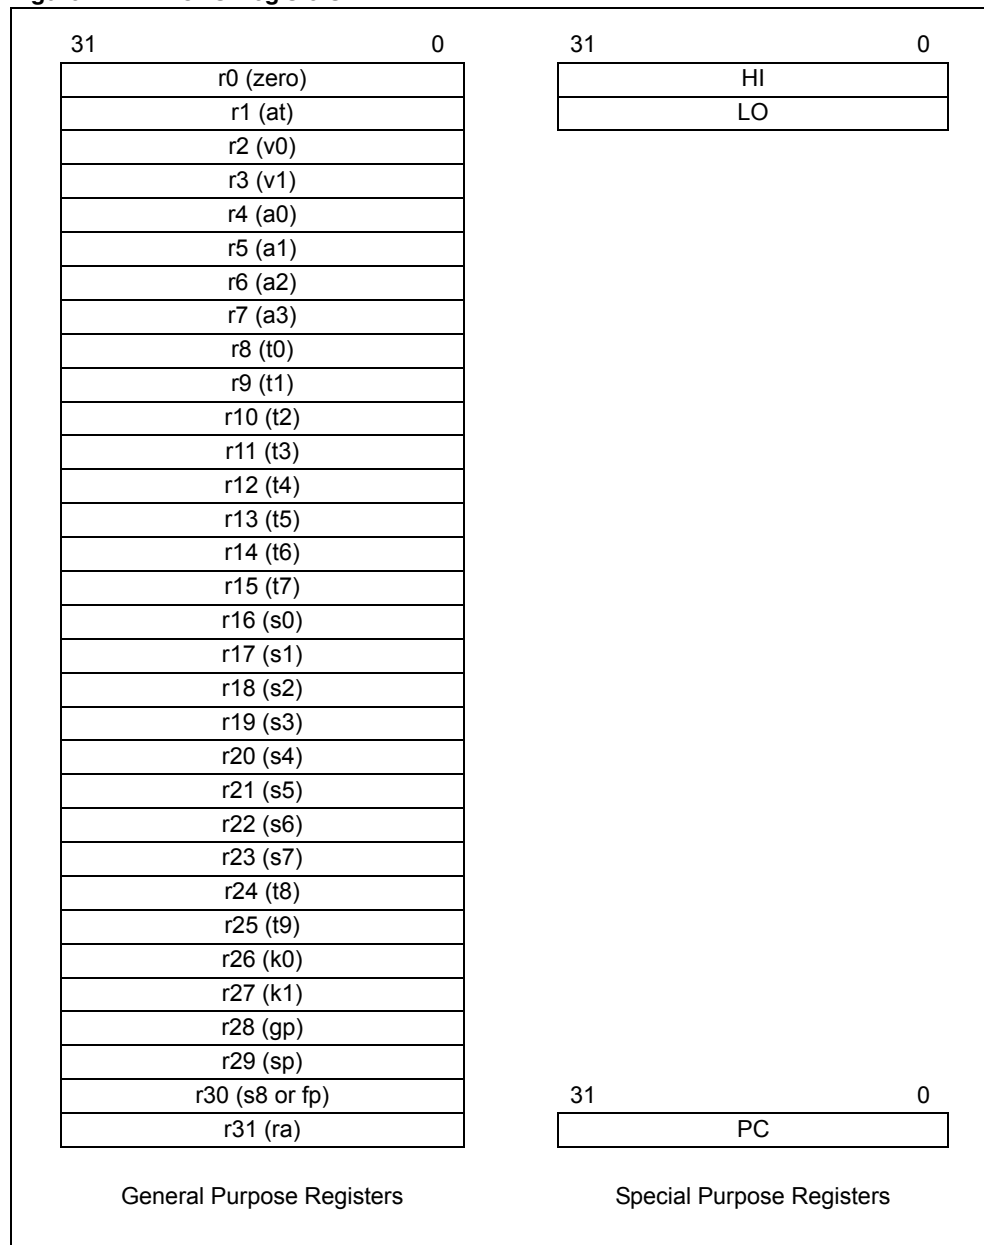 31 0 31 0
r0 (zero) HI
r1 (at) LO
r2 (v0)
r3 (v1)
r4 (a0)
r5 (a1)
r6 (a2)
r7 (a3)
r8 (t0)
r9 (t1)
r10 (t2)
r11 (t3)
r12 (t4)
r13 (t5)
r14 (t6)
r15 (t7)
r16 (s0)
r17 (s1)
r18 (s2)
r19 (s3)
r20 (s4)
r21 (s5)
r22 (s6)
r23 (s7)
r24 (t8)
r25 (t9)
r26 (k0)
r27 (k1)
r28 (gp)
r29 (sp)
r30 (s8 or fp) 31 0
r31 (ra) PC
General Purpose Registers Special Purpose Registers